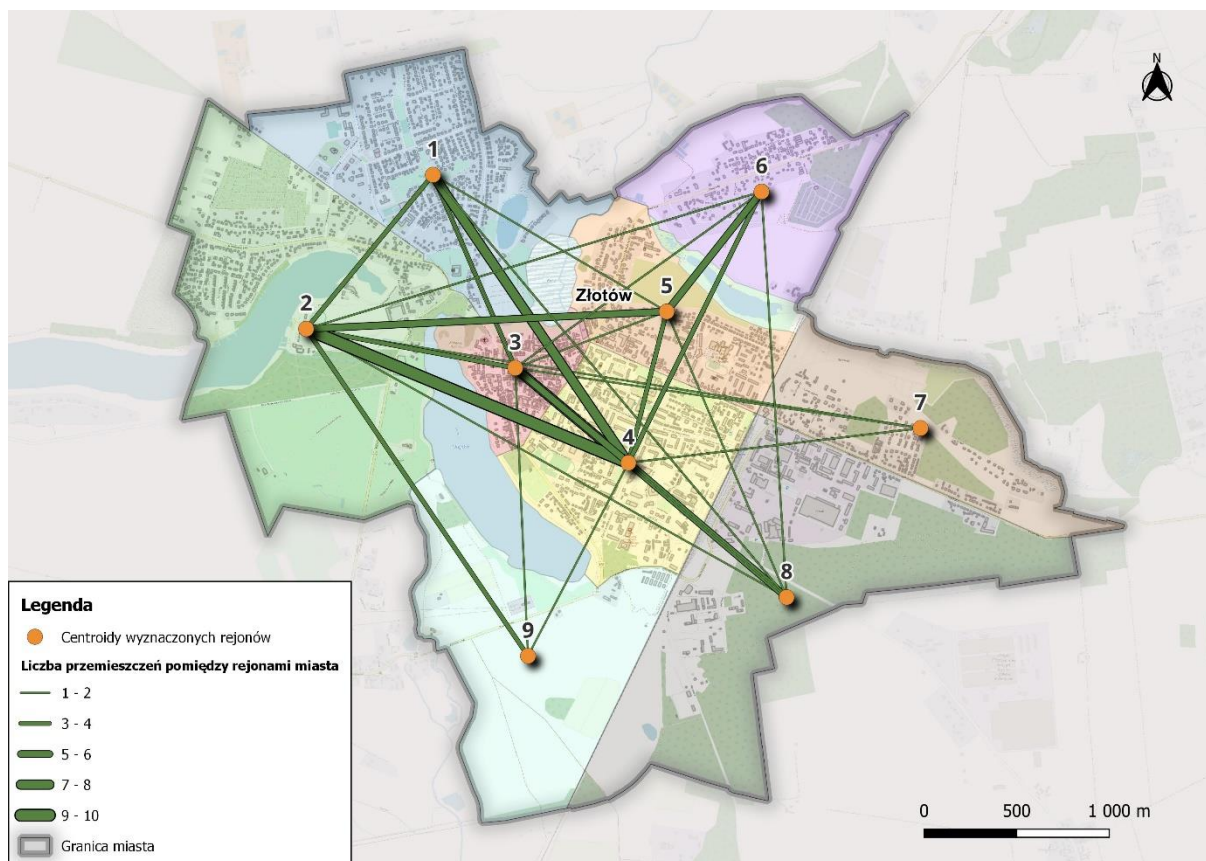 N
1
6
2
5
Złotów
3
7
4
8
9
Legenda
Centroidy wyznaczonych rejonów
Liczba przemieszczeń pomiędzy rejonami miasta
1 - 2
3 - 4
5 - 6
7 - 8
9 - 10
Granica miasta
0 500 1 000 m